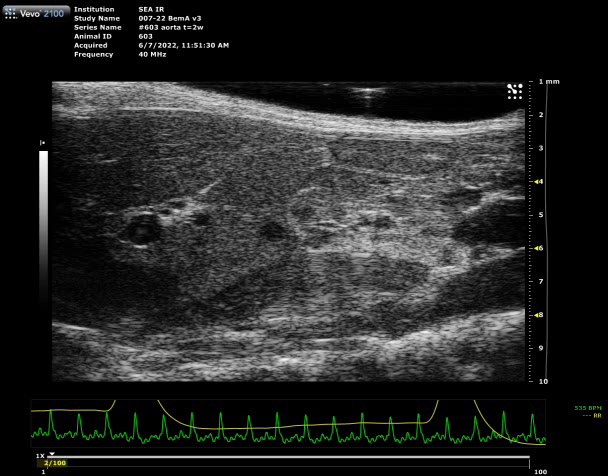 Vevo 2100
Institution SEA IR
Study Name 007-22 BemA v3
Series Name #603 aorta t=2w
Animal ID 603
Acquired 6/7/2022, 11:51:30 AM
Frequency 40 MHz
1 mm
2
3
4
5
6
7
8
9
10
535 BPM
--- RR
1X
2/100
1 100